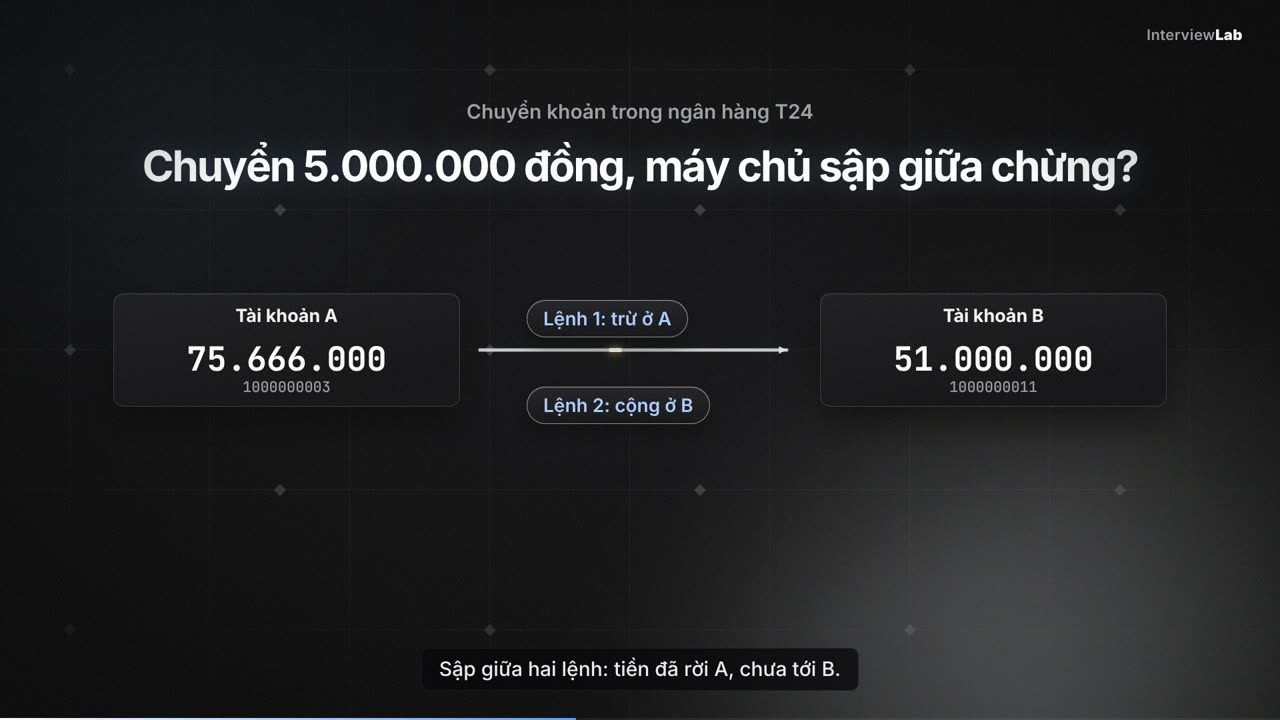 InterviewLab
Chuyển khoản trong ngân hàng T24
Chuyển 5.000.000 đồng, máy chủ sập giữa chừng?
Tài khoản A
75.666.000
1000000003
Lệnh 1: trừ ở A
Lệnh 2: cộng ở B
Tài khoản B
51.000.000
1000000011
Sập giữa hai lệnh: tiền đã rời A, chưa tới B.